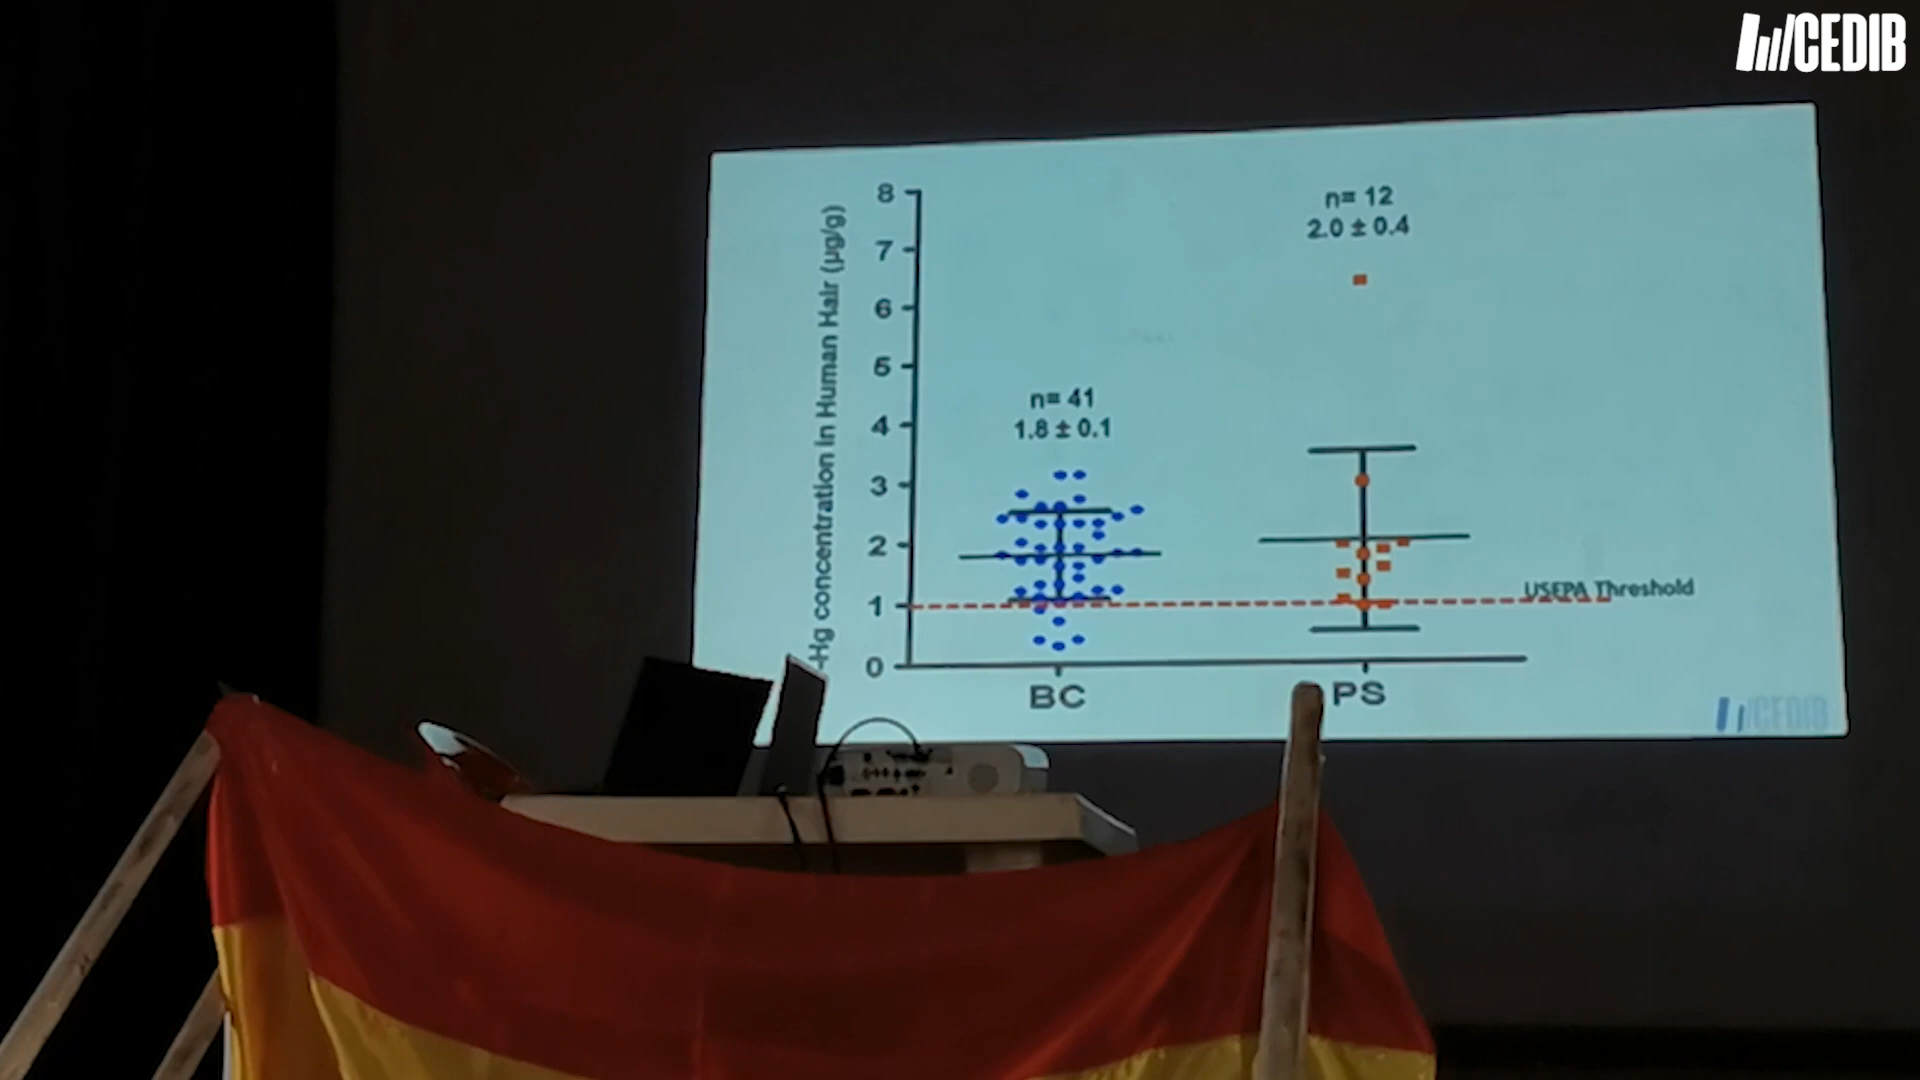 CEDIB
-Hg concentration in Human Hair (µg/g)
8
7
6
5
4
3
2
1
0
n= 41
1.8 ± 0.1
n= 12
2.0 ± 0.4
USEPA Threshold
BC
PS
CEDIB